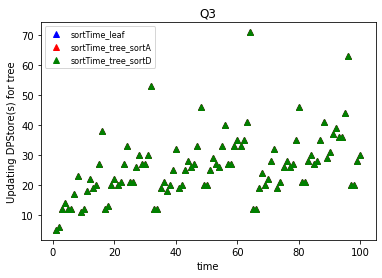 Q3
sortTime_leaf
sortTime_tree_sortA
sortTime_tree_sortD
Updating DPStore(s) for tree
70
60
50
40
30
20
10
0 20 40 60 80 100
time